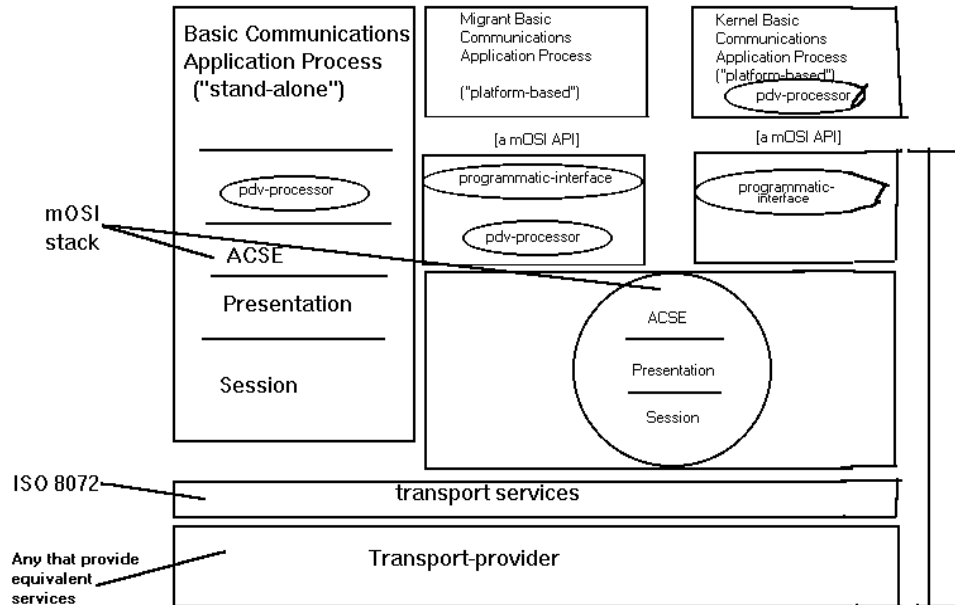 Basic Communications
Application Process
("stand-alone")
pdv-processor
ACSE
Presentation
Session
Migrant Basic
Communications
Application Process
("platform-based")
[a mOSI API]
programmatic-interface
pdv-processor
Kernel Basic
Communications
Application Process
("platform-based")
pdv-processor
[a mOSI API]
programmatic-
interface
mOSI
stack
ACSE
Presentation
Session
ISO 8072
transport services
Any that provide
equivalent
services
Transport-provider